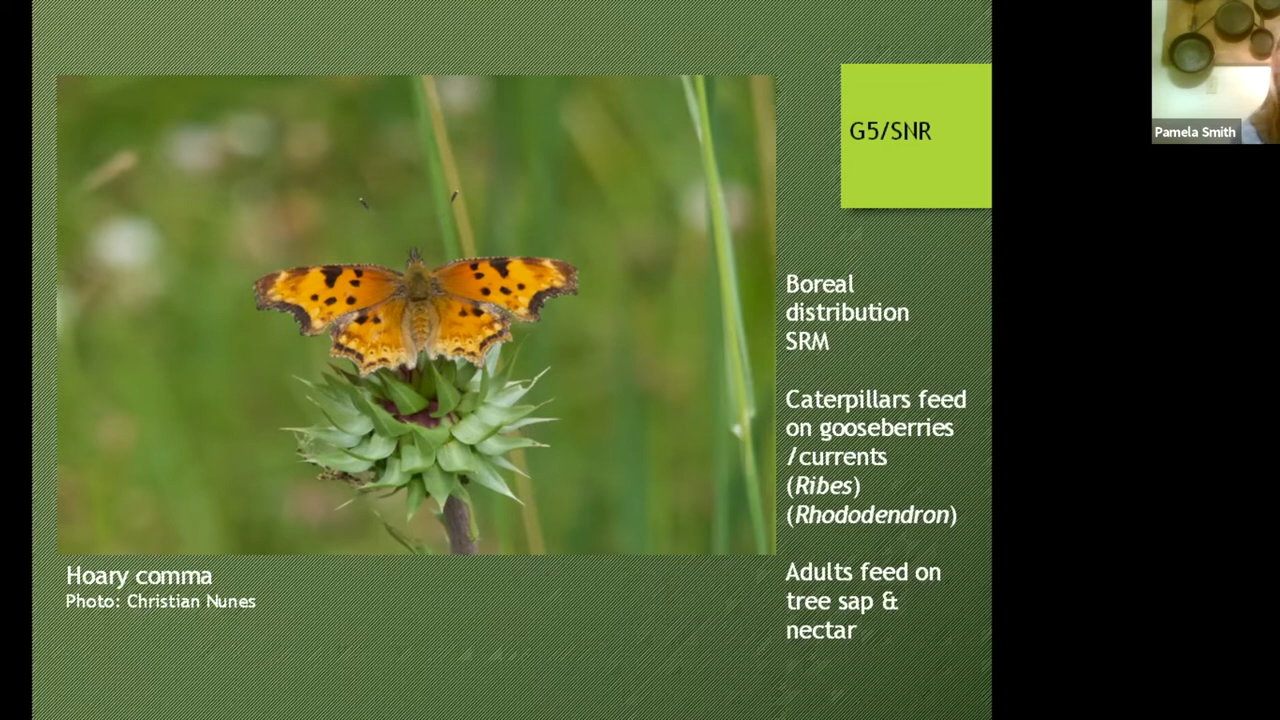 G5/SNR
Boreal
distribution
SRM
Caterpillars feed
on gooseberries
/currents
(Ribes)
(Rhododendron)
Adults feed on
tree sap &
nectar
Hoary comma
Photo: Christian Nunes
Pamela Smith